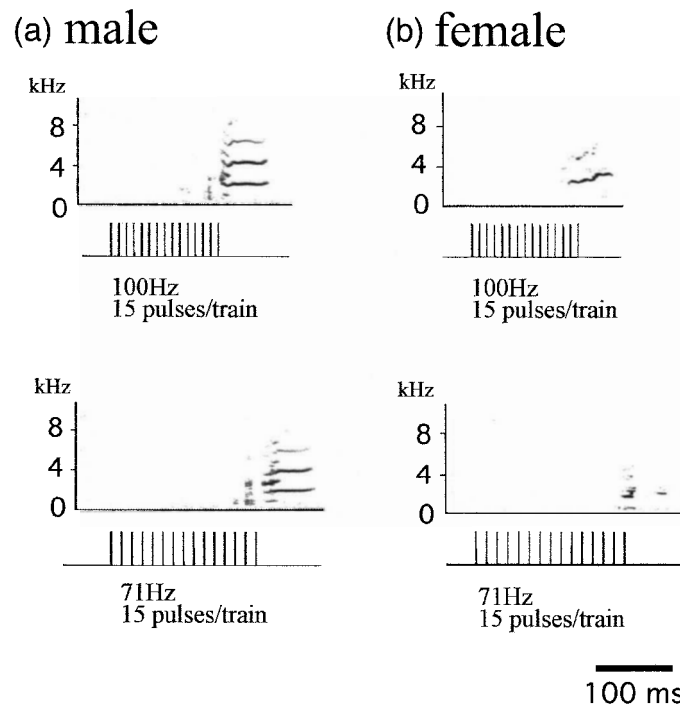 (a) male
(b) female
kHz
8
4
0
100Hz
15 pulses/train
kHz
8
4
0
100Hz
15 pulses/train
kHz
8
4
0
71Hz
15 pulses/train
kHz
8
4
0
71Hz
15 pulses/train
100 ms